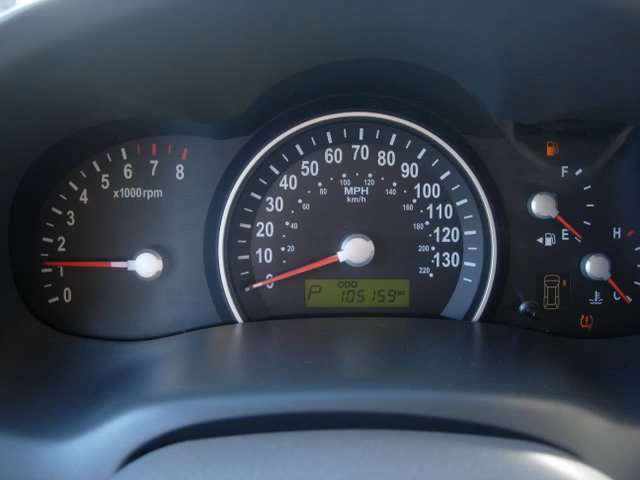 0 1 2 3 4 5 6 7 8
x1000rpm
0 10 20 30 40 50 60 70 80 90 100 110 120 130
20 40 60 80 100 120 140 160 180 200 220
MPH
km/h
ODO
P 105159
F
E
H
C